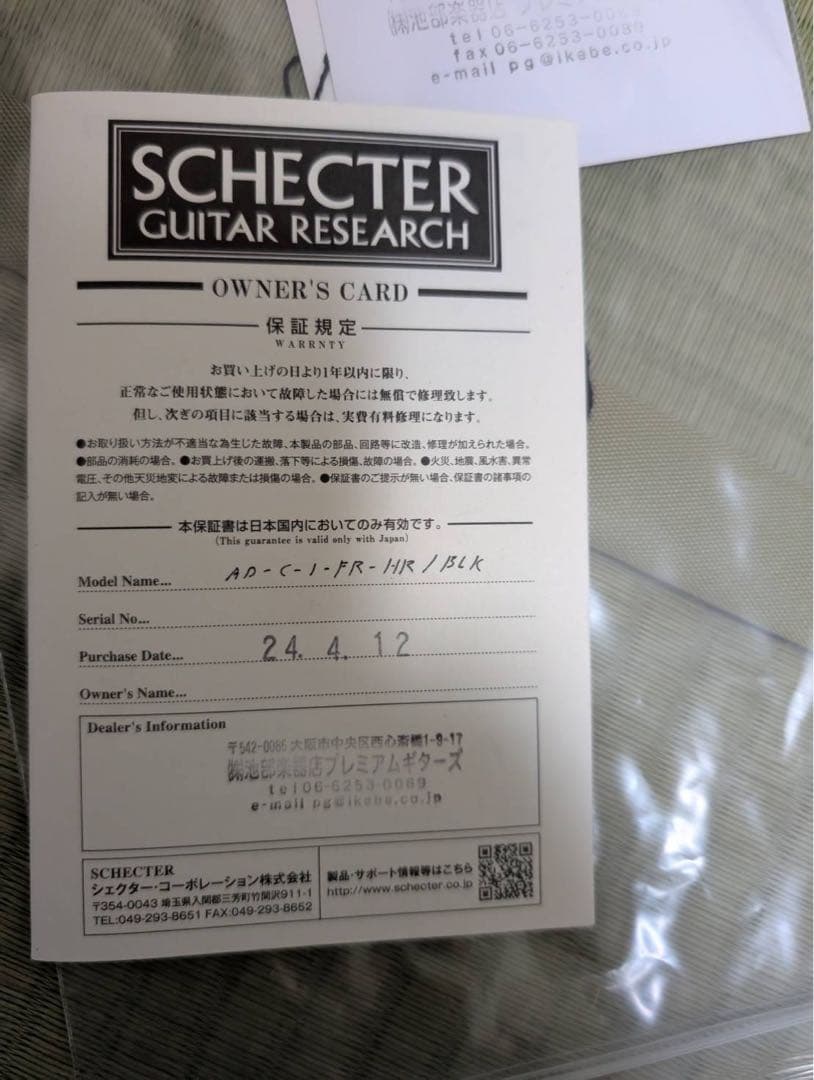 ㈱池部楽器店プレミア
tel 06-6253-0089
fax 06-6253-0039
e-mail pg@ikebe.co.jp
SCHECTER
GUITAR RESEARCH
OWNER'S CARD
保証規定
WARRNTY
お買い上げの日より1年以内に限り、
正常なご使用状態において故障した場合には無償で修理致します。
但し、次ぎの項目に該当する場合は、実費有料修理になります。
●お取り扱い方法が不適当な為生じた故障、本製品の部品、回路等に改造、修理が加えられた場合。
●部品の消耗の場合。●お買上げ後の運搬、落下等による損傷、故障の場合。●火災、地震、風水害、異常
電圧、その他天災地変による故障または損傷の場合。●保証書のご提示が無い場合、保証書の諸事項の
記入が無い場合。
本保証書は日本国内においてのみ有効です。
(This guarantee is valid only with Japan)
Model Name... AD-C-1-FR-HR/BLK
Serial No...
Purchase Date... 24. 4. 12
Owner's Name...
Dealer's Information
〒542-0086 大阪市中央区西心斎橋1-9-17
㈱池部楽器店プレミアムギターズ
tel 06-6253-0089
e-mail pg@ikebe.co.jp
SCHECTER
シェクター・コーポレーション株式会社
〒354-0043 埼玉県入間郡三芳町竹間沢911-1
TEL:049-293-8651 FAX:049-293-8652
製品・サポート情報等はこちら
http://www.schecter.co.jp